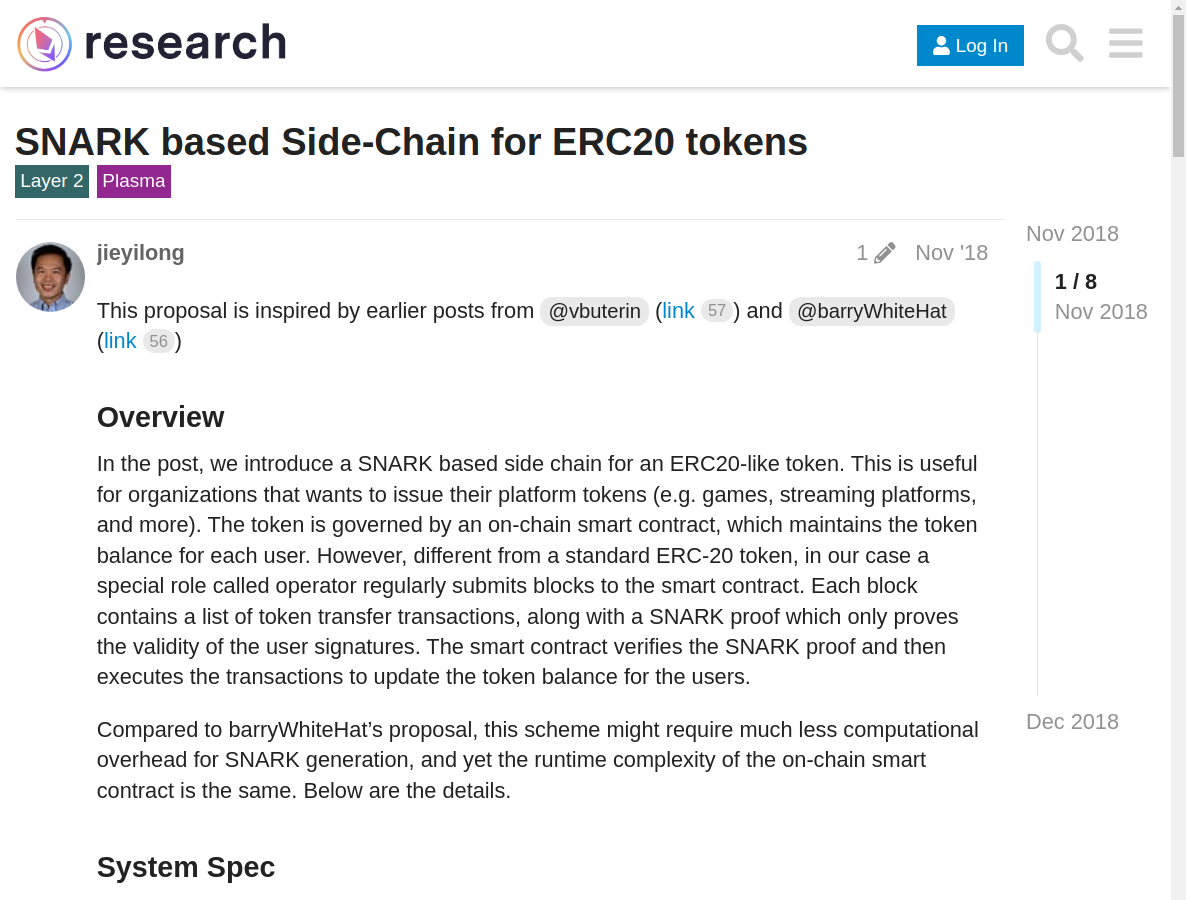 research
Log In
SNARK based Side-Chain for ERC20 tokens
Layer 2 Plasma
Nov 2018
jieyilong 1 Nov '18
1 / 8
Nov 2018
This proposal is inspired by earlier posts from @vbuterin (link 57) and @barryWhiteHat
(link 56)
Overview
In the post, we introduce a SNARK based side chain for an ERC20-like token. This is useful
for organizations that wants to issue their platform tokens (e.g. games, streaming platforms,
and more). The token is governed by an on-chain smart contract, which maintains the token
balance for each user. However, different from a standard ERC-20 token, in our case a
special role called operator regularly submits blocks to the smart contract. Each block
contains a list of token transfer transactions, along with a SNARK proof which only proves
the validity of the user signatures. The smart contract verifies the SNARK proof and then
executes the transactions to update the token balance for the users.
Dec 2018
Compared to barryWhiteHat’s proposal, this scheme might require much less computational
overhead for SNARK generation, and yet the runtime complexity of the on-chain smart
contract is the same. Below are the details.
System Spec